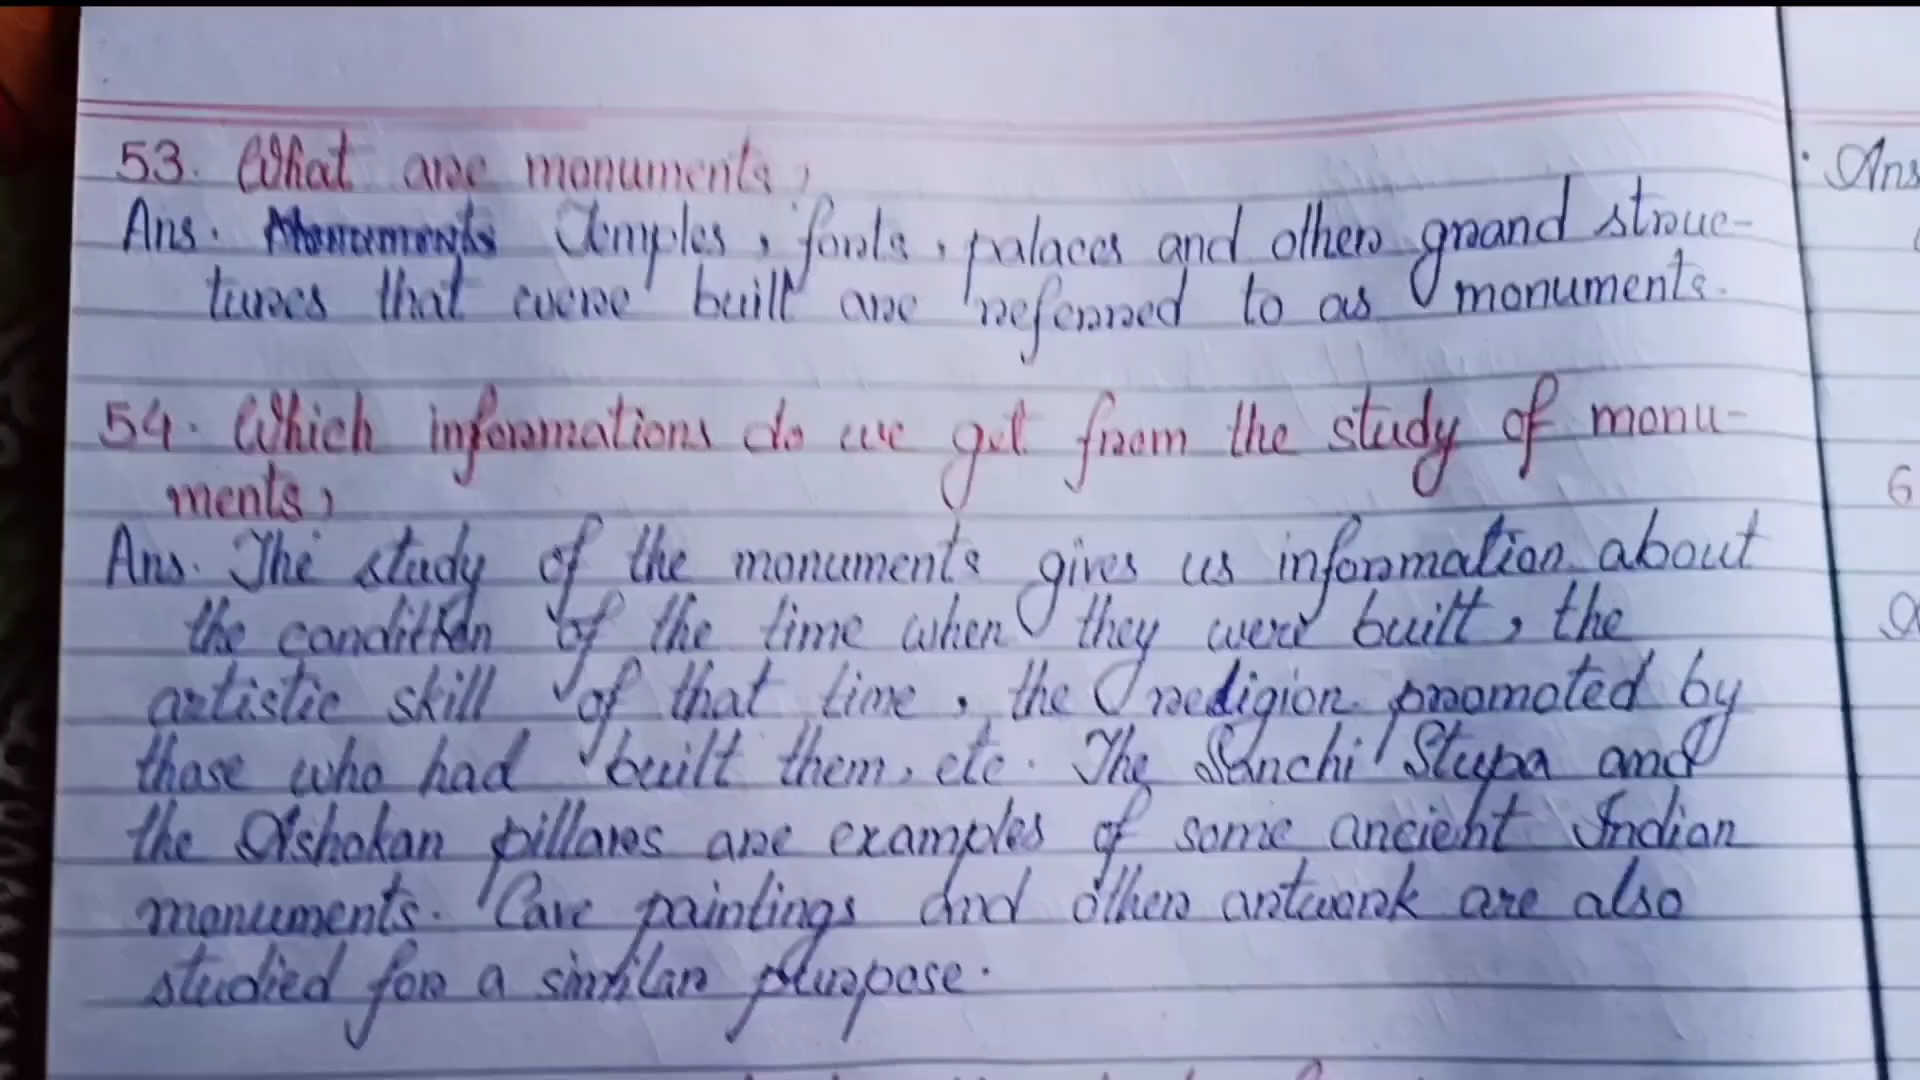 53. What are monuments?
Ans. Monuments Temples, forts, palaces and other grand struc-
tures that were built are referred to as monuments.
54. Which informations do we get from the study of monu-
ments?
Ans. The study of the monuments gives us information about
the condition of the time when they were built, the
artistic skill of that time, the religion promoted by
those who had built them, etc. The Sanchi Stupa and
the Ashokan pillars are examples of some ancient Indian
monuments. Cave paintings and other artwork are also
studied for a similar purpose.
Ans
6